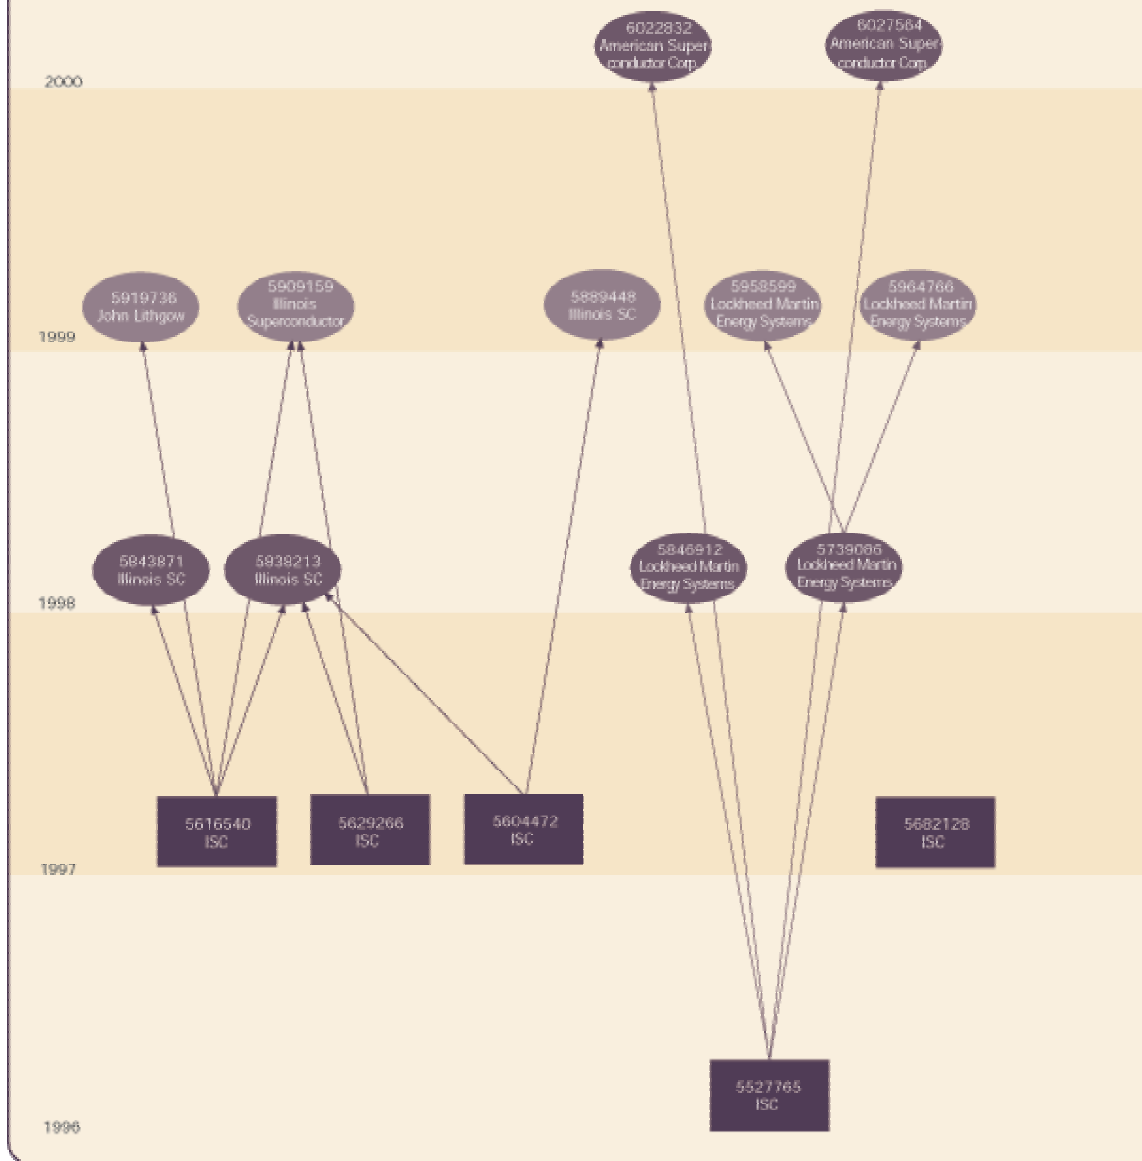 6022832
American Super-
conductor Corp.
6027564
American Super-
conductor Corp.
2000
5919736
John Lithgow
5909159
Illinois
Superconductor
5889448
Illinois SC
5958599
Lockheed Martin
Energy Systems
5964766
Lockheed Martin
Energy Systems
1999
5843871
Illinois SC
5938213
Illinois SC
5846912
Lockheed Martin
Energy Systems
5739086
Lockheed Martin
Energy Systems
1998
5616540
ISC
5629266
ISC
5604472
ISC
5682128
ISC
1997
5527765
ISC
1996